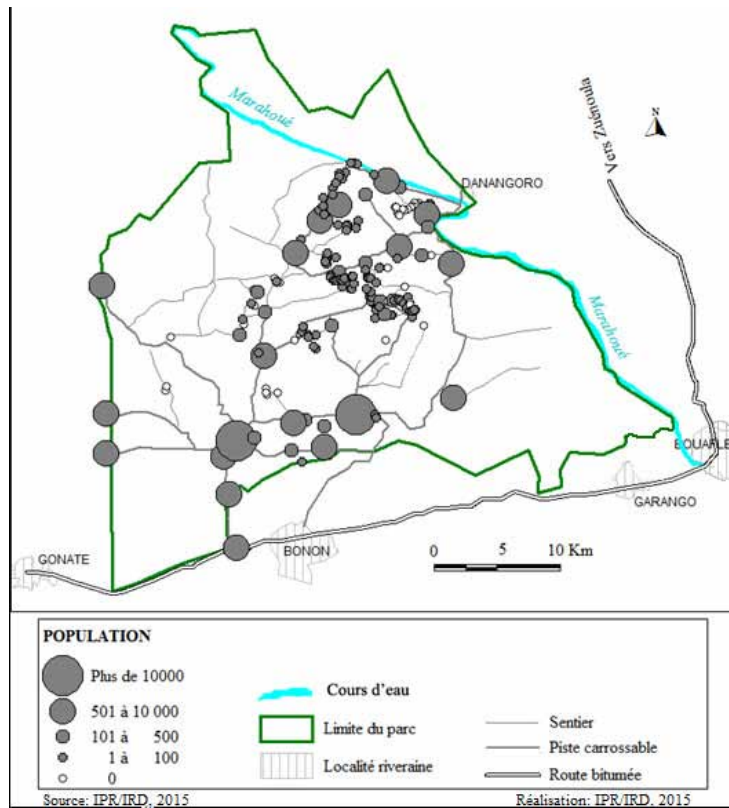 Marahoué
Vers Zuénoula
N
DANANGORO
Marahoué
BOUAFLE
GARANGO
BONON
GONATE
0 5 10 Km
POPULATION
Plus de 10000
501 à 10 000
101 à 500
1 à 100
0
Cours d'eau
Limite du parc
Localité riveraine
Sentier
Piste carrossable
Route bitumée
Source: IPR/IRD, 2015
Réalisation: IPR/IRD. 2015